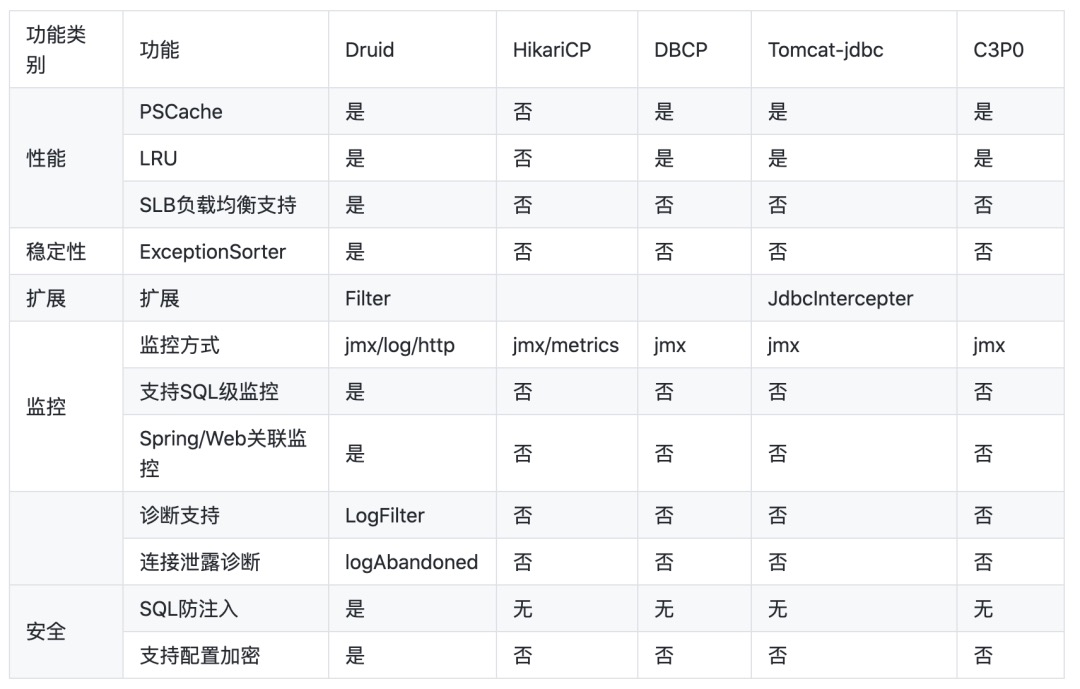 功能类别 功能 Druid HikariCP DBCP Tomcat-jdbc C3P0
性能 PSCache 是 否 是 是 是
LRU 是 否 是 是 是
SLB负载均衡支持 是 否 否 否 否
稳定性 ExceptionSorter 是 否 否 否 否
扩展 扩展 Filter JdbcIntercepter
监控 监控方式 jmx/log/http jmx/metrics jmx jmx jmx
支持SQL级监控 是 否 否 否 否
Spring/Web关联监控 是 否 否 否 否
诊断支持 LogFilter 否 否 否 否
连接泄露诊断 logAbandoned 否 否 否 否
安全 SQL防注入 是 无 无 无 无
支持配置加密 是 否 否 否 否